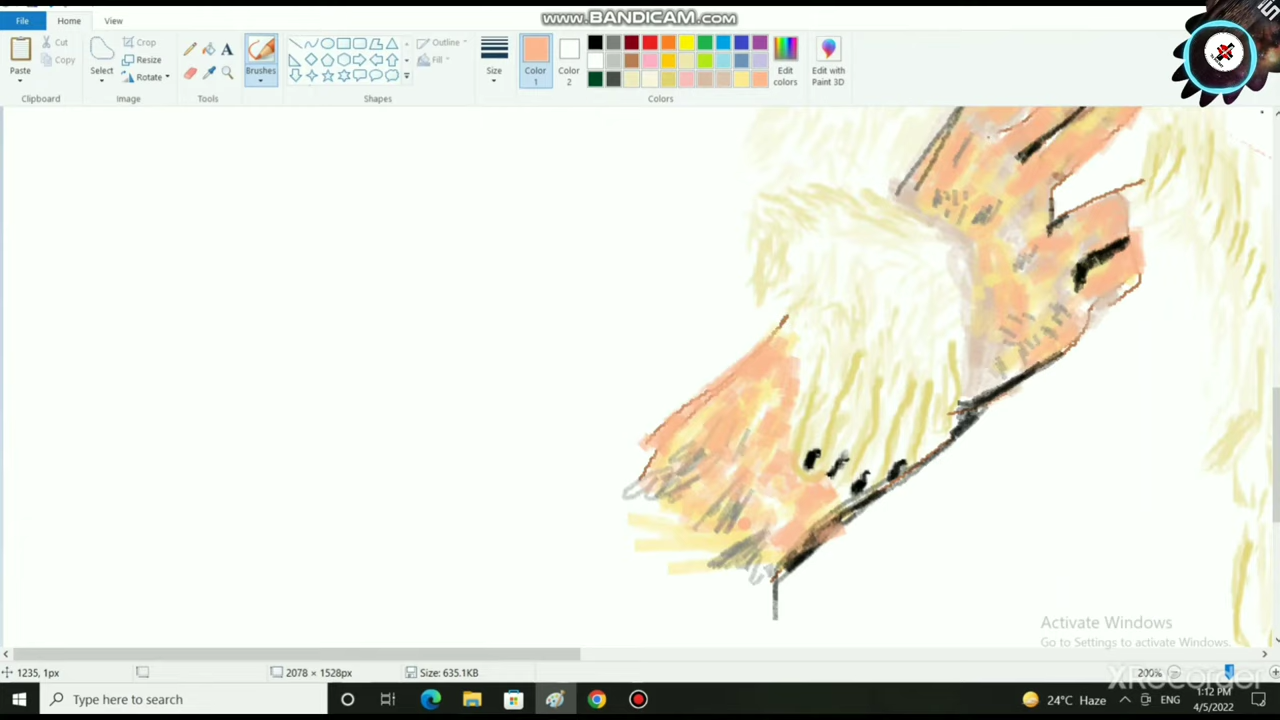 www.BANDICAM.com
File
Home
View
Paste
Cut
Copy
Clipboard
Select
Crop
Resize
Rotate
Image
Tools
Brushes
Shapes
Outline
Fill
Size
Color 1
Color 2
Colors
Edit colors
Edit with Paint 3D
Activate Windows
Go to Settings to activate Windows.
1235, 1px
2078 × 1528px
Size: 635.1KB
200%
XRecorder
Type here to search
24°C Haze
ENG
1:12 PM
4/5/2022